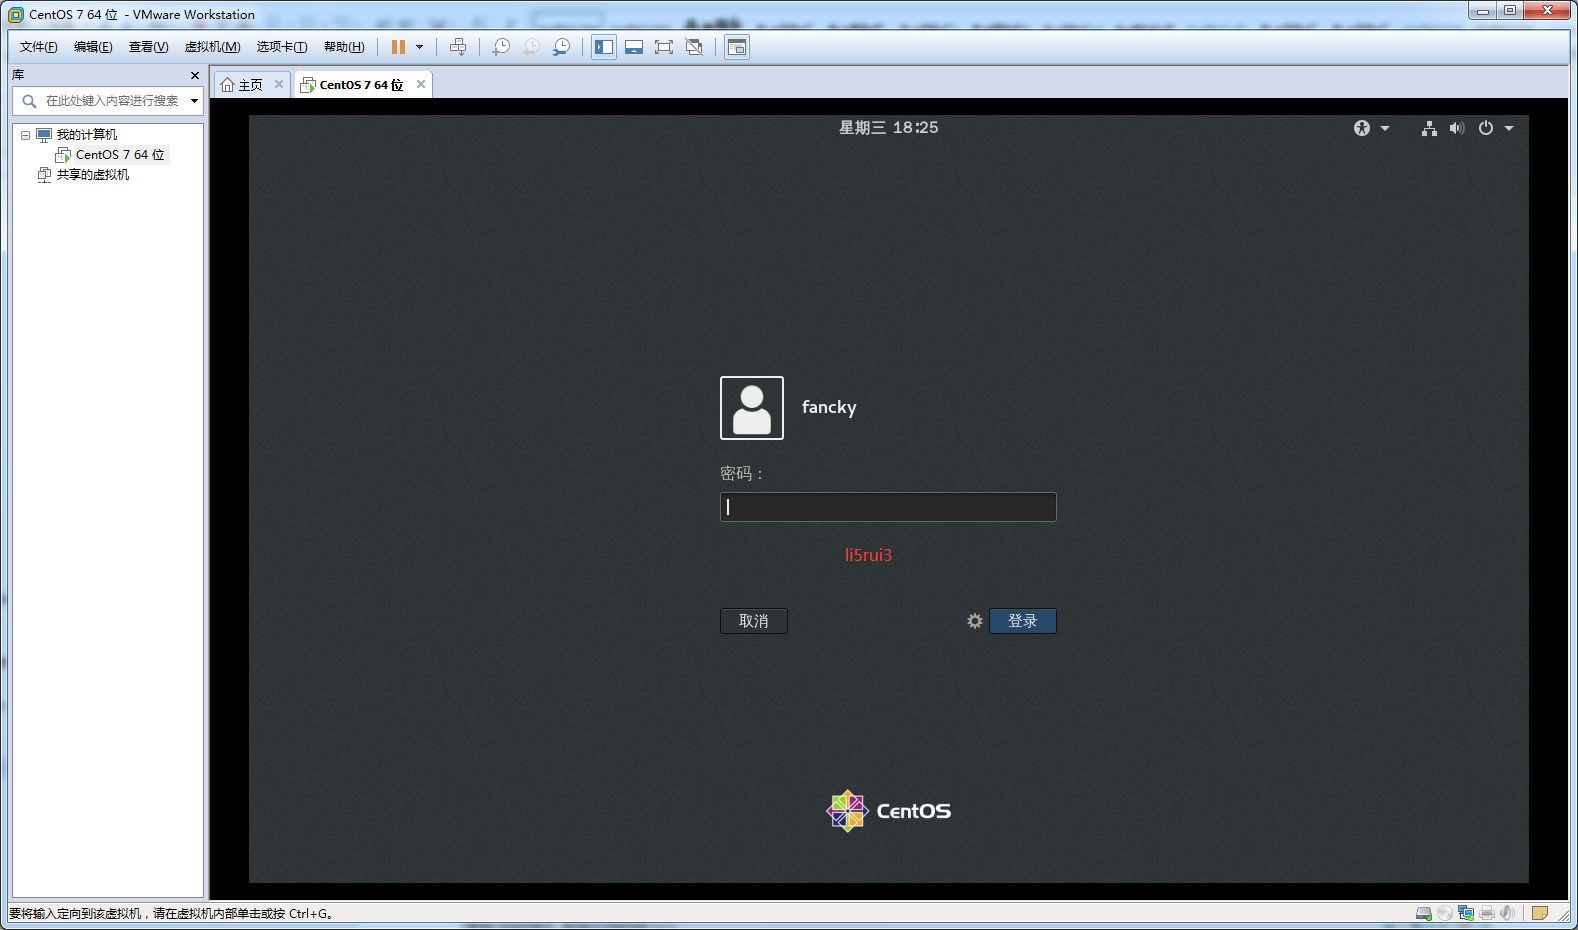 CentOS 7 64 位 - VMware Workstation
文件(F) 编辑(E) 查看(V) 虚拟机(M) 选项卡(T) 帮助(H)
库
主页
CentOS 7 64 位
在此处键入内容进行搜索
我的计算机
CentOS 7 64 位
共享的虚拟机
星期三 18:25
fancky
密码：
li5rui3
取消
登录
CentOS
要将输入定向到该虚拟机，请在虚拟机内部单击或按 Ctrl+G。